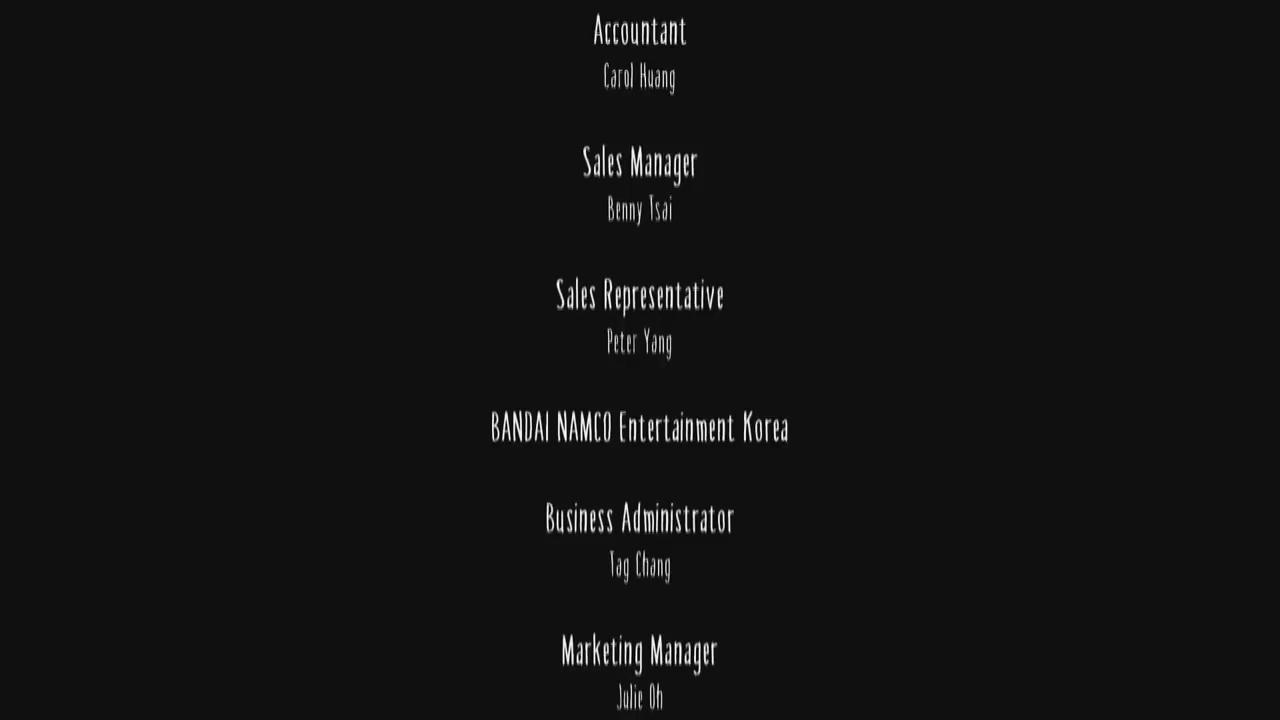 Accountant
Carol Huang
Sales Manager
Benny Tsai
Sales Representative
Peter Yang
BANDAI NAMCO Entertainment Korea
Business Administrator
Tag Chang
Marketing Manager
Julie Oh